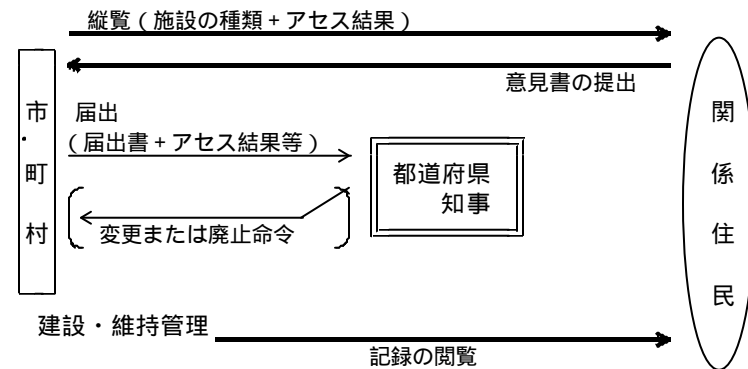 縦覧（施設の種類＋アセス結果）
意見書の提出
市・町村
届出
（届出書＋アセス結果等）
都道府県
知事
変更または廃止命令
関係住民
建設・維持管理
記録の閲覧